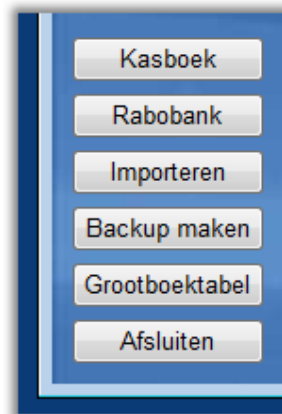 Kasboek
Rabobank
Importeren
Backup maken
Grootboektabel
Afsluiten